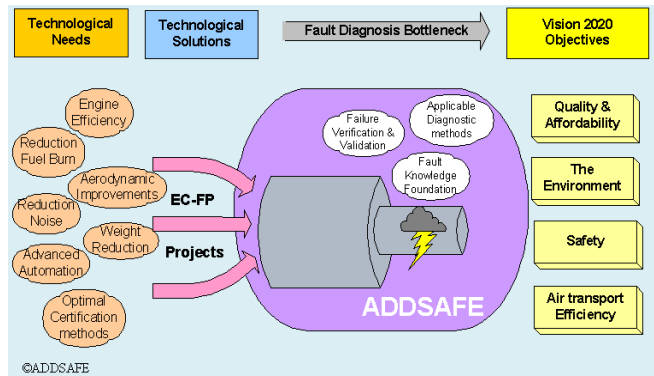 Technological
Needs
Technological
Solutions
Fault Diagnosis Bottleneck
Vision 2020
Objectives
Engine
Efficiency
Reduction
Fuel Burn
Aerodynamic
Improvements
Reduction
Noise
Weight
Reduction
Advanced
Automation
Optimal
Certification
methods
EC-FP
Projects
Failure
Verification &
Validation
Applicable
Diagnostic
methods
Fault
Knowledge
Foundation
ADDSAFE
Quality &
Affordability
The
Environment
Safety
Air transport
Efficiency
©ADDSAFE